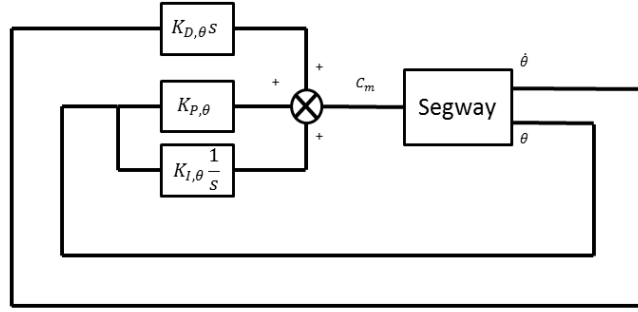 K_{D,θ}s
+
+
K_{P,θ}
C_m
Segway
θ̇
θ
+
K_{I,θ} 1/s